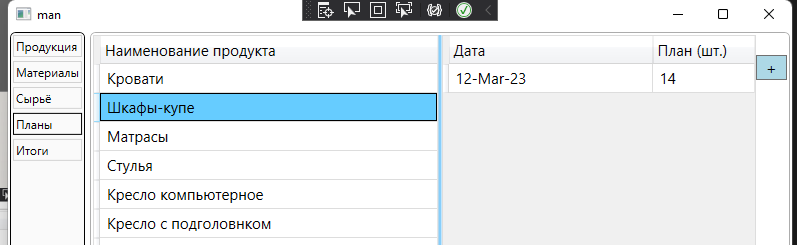 man
Продукция
Материалы
Сырьё
Планы
Итоги
Наименование продукта
Кровати
Шкафы-купе
Матрасы
Стулья
Кресло компьютерное
Кресло с подголовнком
Дата
План (шт.)
12-Mar-23
14
+